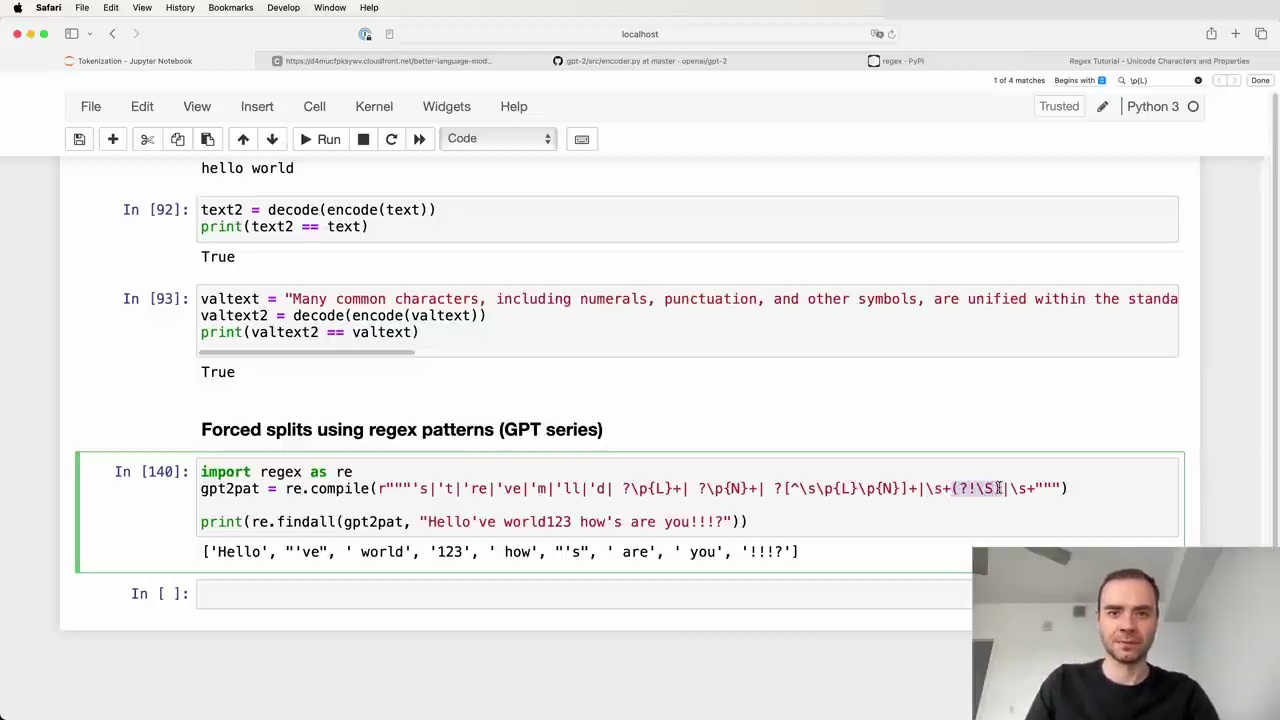 Safari File Edit View History Bookmarks Develop Window Help
localhost
Tokenization - Jupyter Notebook
https://d4mucfpksywv.cloudfront.net/better-language-mod...
gpt-2/src/encoder.py at master · openai/gpt-2
regex · PyPI
Regex Tutorial - Unicode Characters and Properties
1 of 4 matches Begins with \p{L} Done
File Edit View Insert Cell Kernel Widgets Help Trusted Python 3
Run Code
hello world
In [92]: text2 = decode(encode(text))
print(text2 == text)
True
In [93]: valtext = "Many common characters, including numerals, punctuation, and other symbols, are unified within the standa
valtext2 = decode(encode(valtext))
print(valtext2 == valtext)
True
Forced splits using regex patterns (GPT series)
In [140]: import regex as re
gpt2pat = re.compile(r"""'s|'t|'re|'ve|'m|'ll|'d| ?\p{L}+| ?\p{N}+| ?[^\s\p{L}\p{N}]+|\s+(?!\S)|\s+""")
print(re.findall(gpt2pat, "Hello've world123 how's are you!!!?"))
['Hello', "'ve", ' world', '123', ' how', "'s", ' are', ' you', '!!!?']
In [ ]: